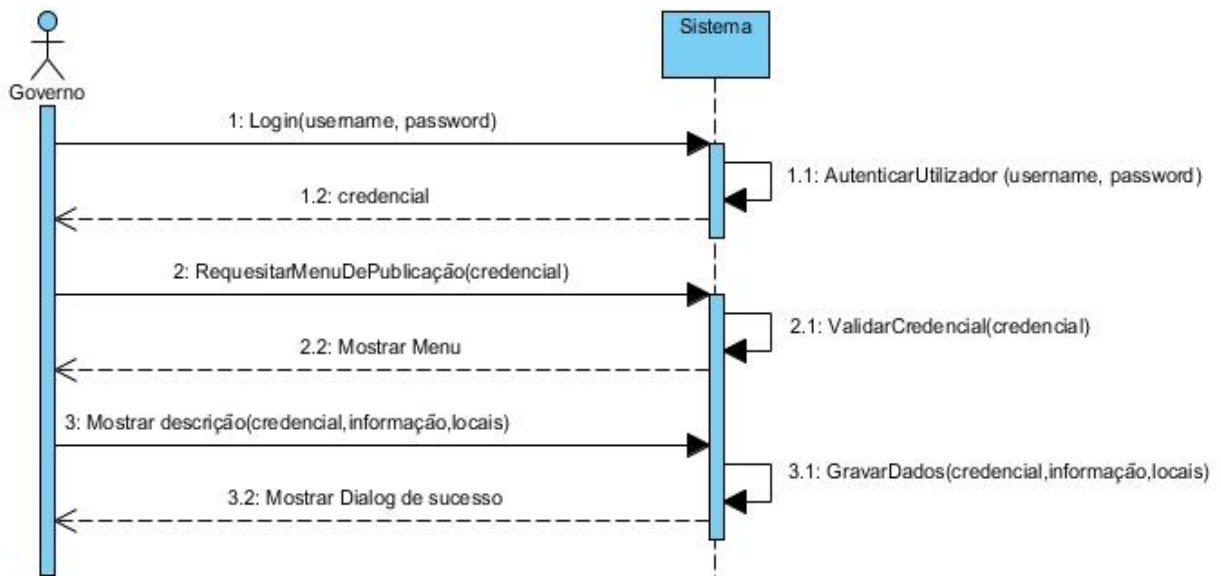 Sistema
Governo
1: Login(username, password)
1.1: AutenticarUtilizador (username, password)
1.2: credencial
2: RequesitarMenuDePublicação(credencial)
2.1: ValidarCredencial(credencial)
2.2: Mostrar Menu
3: Mostrar descrição(credencial,informação,locais)
3.1: GravarDados(credencial,informação,locais)
3.2: Mostrar Dialog de sucesso